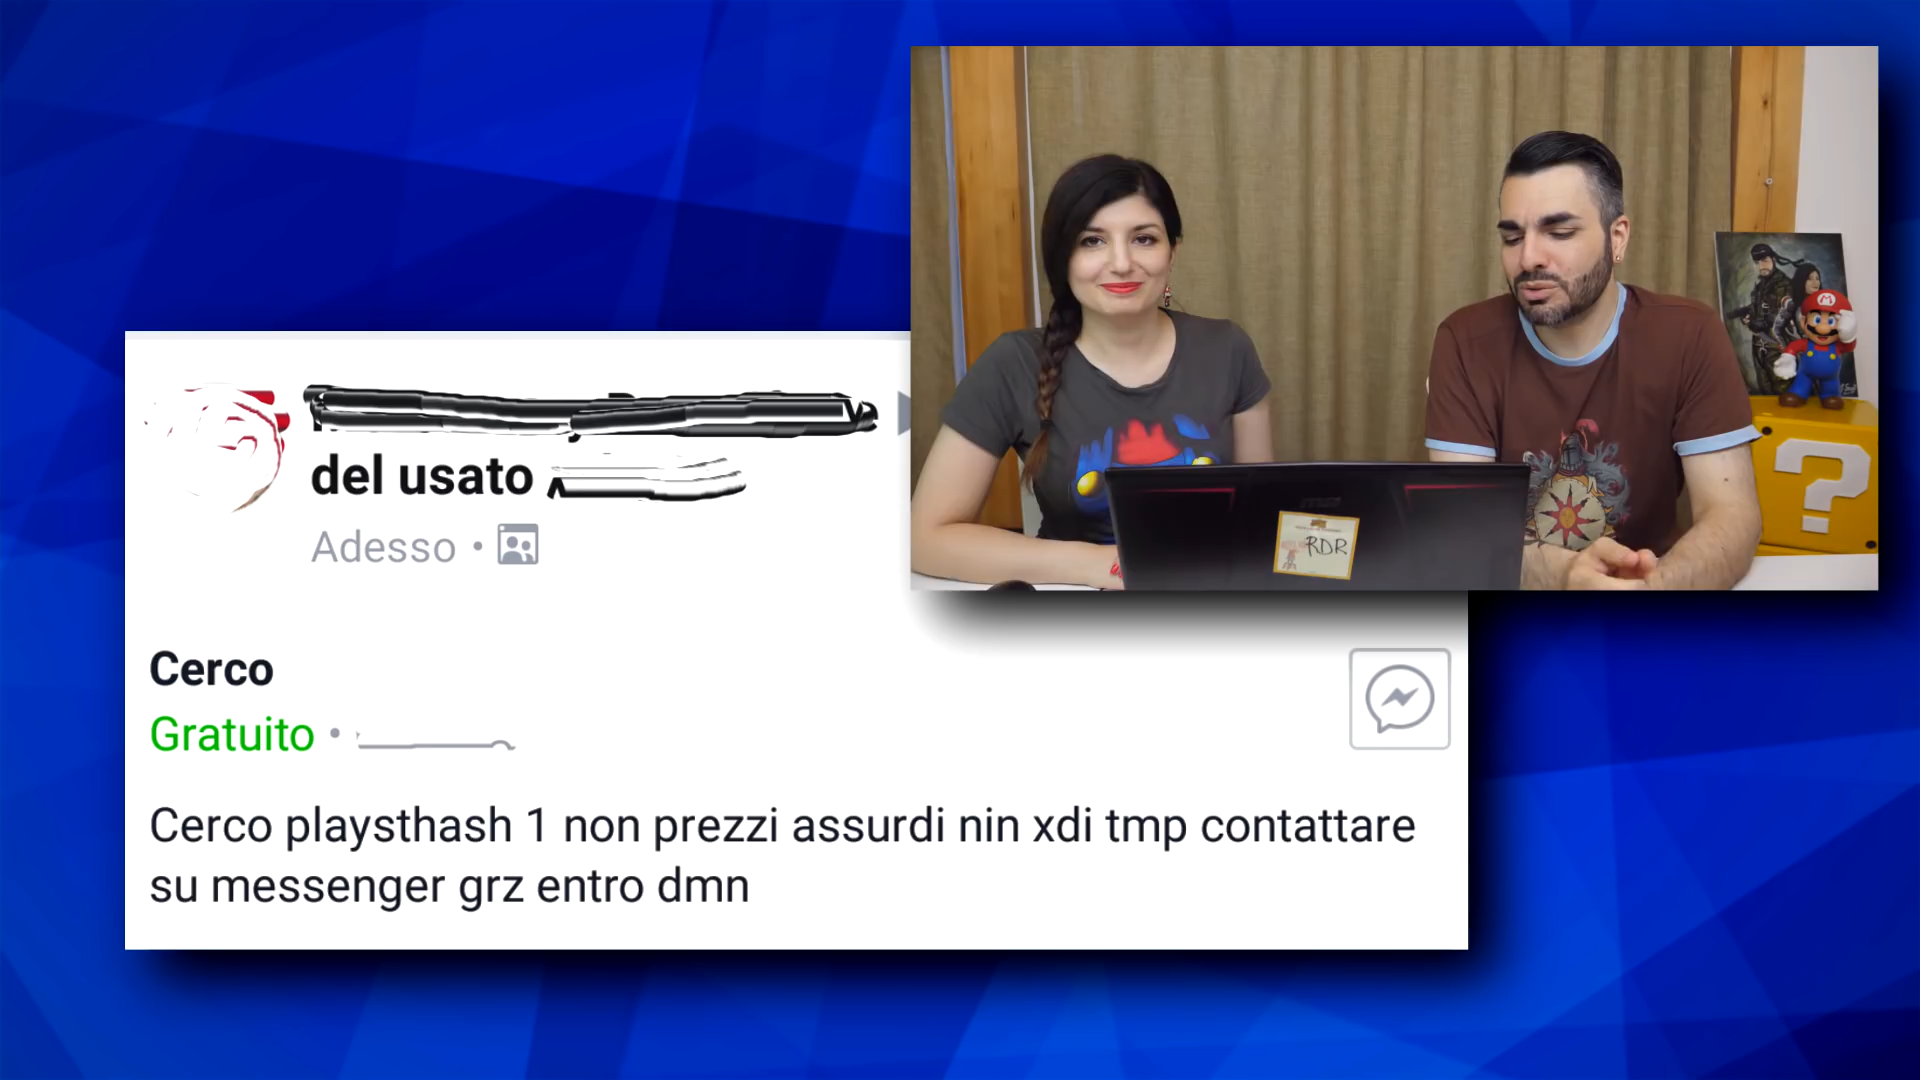 del usato
Adesso •
Cerco
Gratuito •
Cerco playsthash 1 non prezzi assurdi nin xdi tmp contattare
su messenger grz entro dmn
RDR
M
?